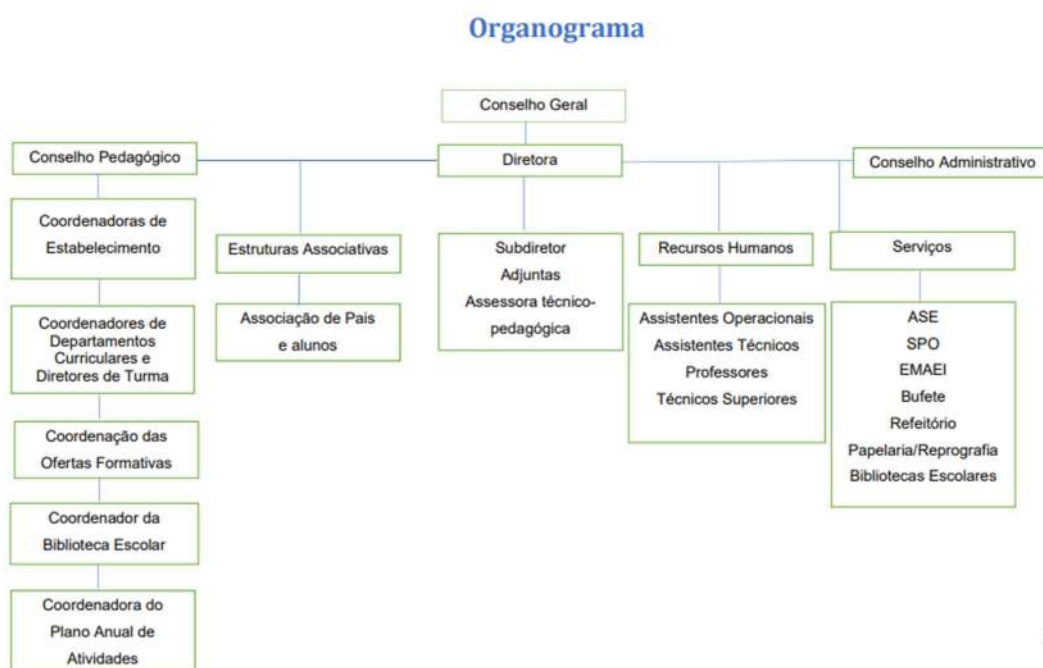 Organograma
Conselho Geral
Conselho Pedagógico
Diretora
Conselho Administrativo
Coordenadoras de
Estabelecimento
Estruturas Associativas
Subdiretor
Adjuntas
Assessora técnico-
pedagógica
Recursos Humanos
Serviços
Coordenadores de
Departamentos
Curriculares e
Diretores de Turma
Associação de Pais
e alunos
Assistentes Operacionais
Assistentes Técnicos
Professores
Técnicos Superiores
ASE
SPO
EMAEI
Bufete
Refeitório
Papelaria/Reprografia
Bibliotecas Escolares
Coordenação das
Ofertas Formativas
Coordenador da
Biblioteca Escolar
Coordenadora do
Plano Anual de
Atividades